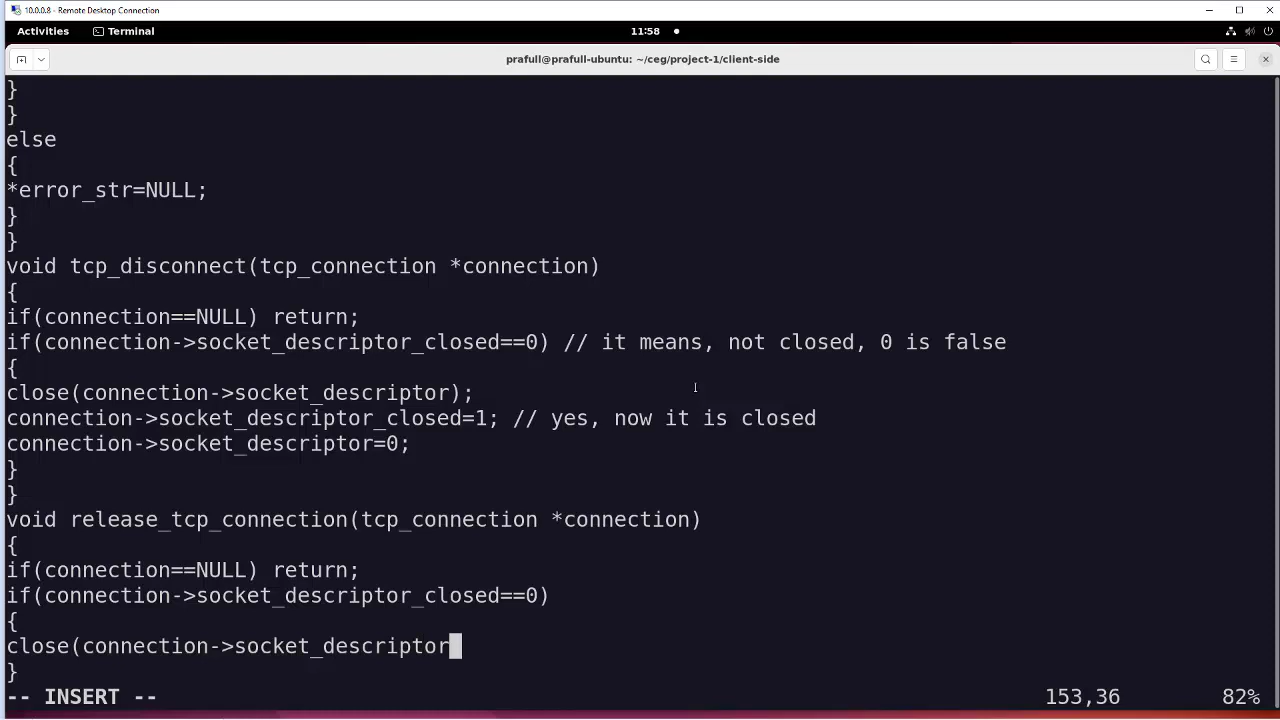 10.0.0.8 - Remote Desktop Connection
Activities
Terminal
11:58
prafull@prafull-ubuntu: ~/ceg/project-1/client-side
}
}
else
{
*error_str=NULL;
}
}
void tcp_disconnect(tcp_connection *connection)
{
if(connection==NULL) return;
if(connection->socket_descriptor_closed==0) // it means, not closed, 0 is false
{
close(connection->socket_descriptor);
connection->socket_descriptor_closed=1; // yes, now it is closed
connection->socket_descriptor=0;
}
}
void release_tcp_connection(tcp_connection *connection)
{
if(connection==NULL) return;
if(connection->socket_descriptor_closed==0)
{
close(connection->socket_descriptor
}
-- INSERT -- 153,36 82%